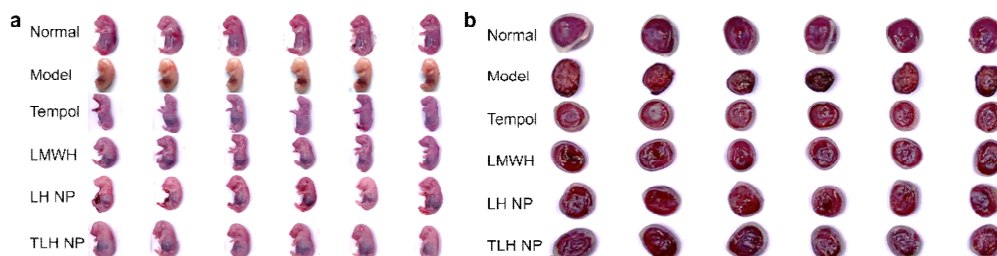 a
Normal
Model
Tempol
LMWH
LH NP
TLH NP
b
Normal
Model
Tempol
LMWH
LH NP
TLH NP